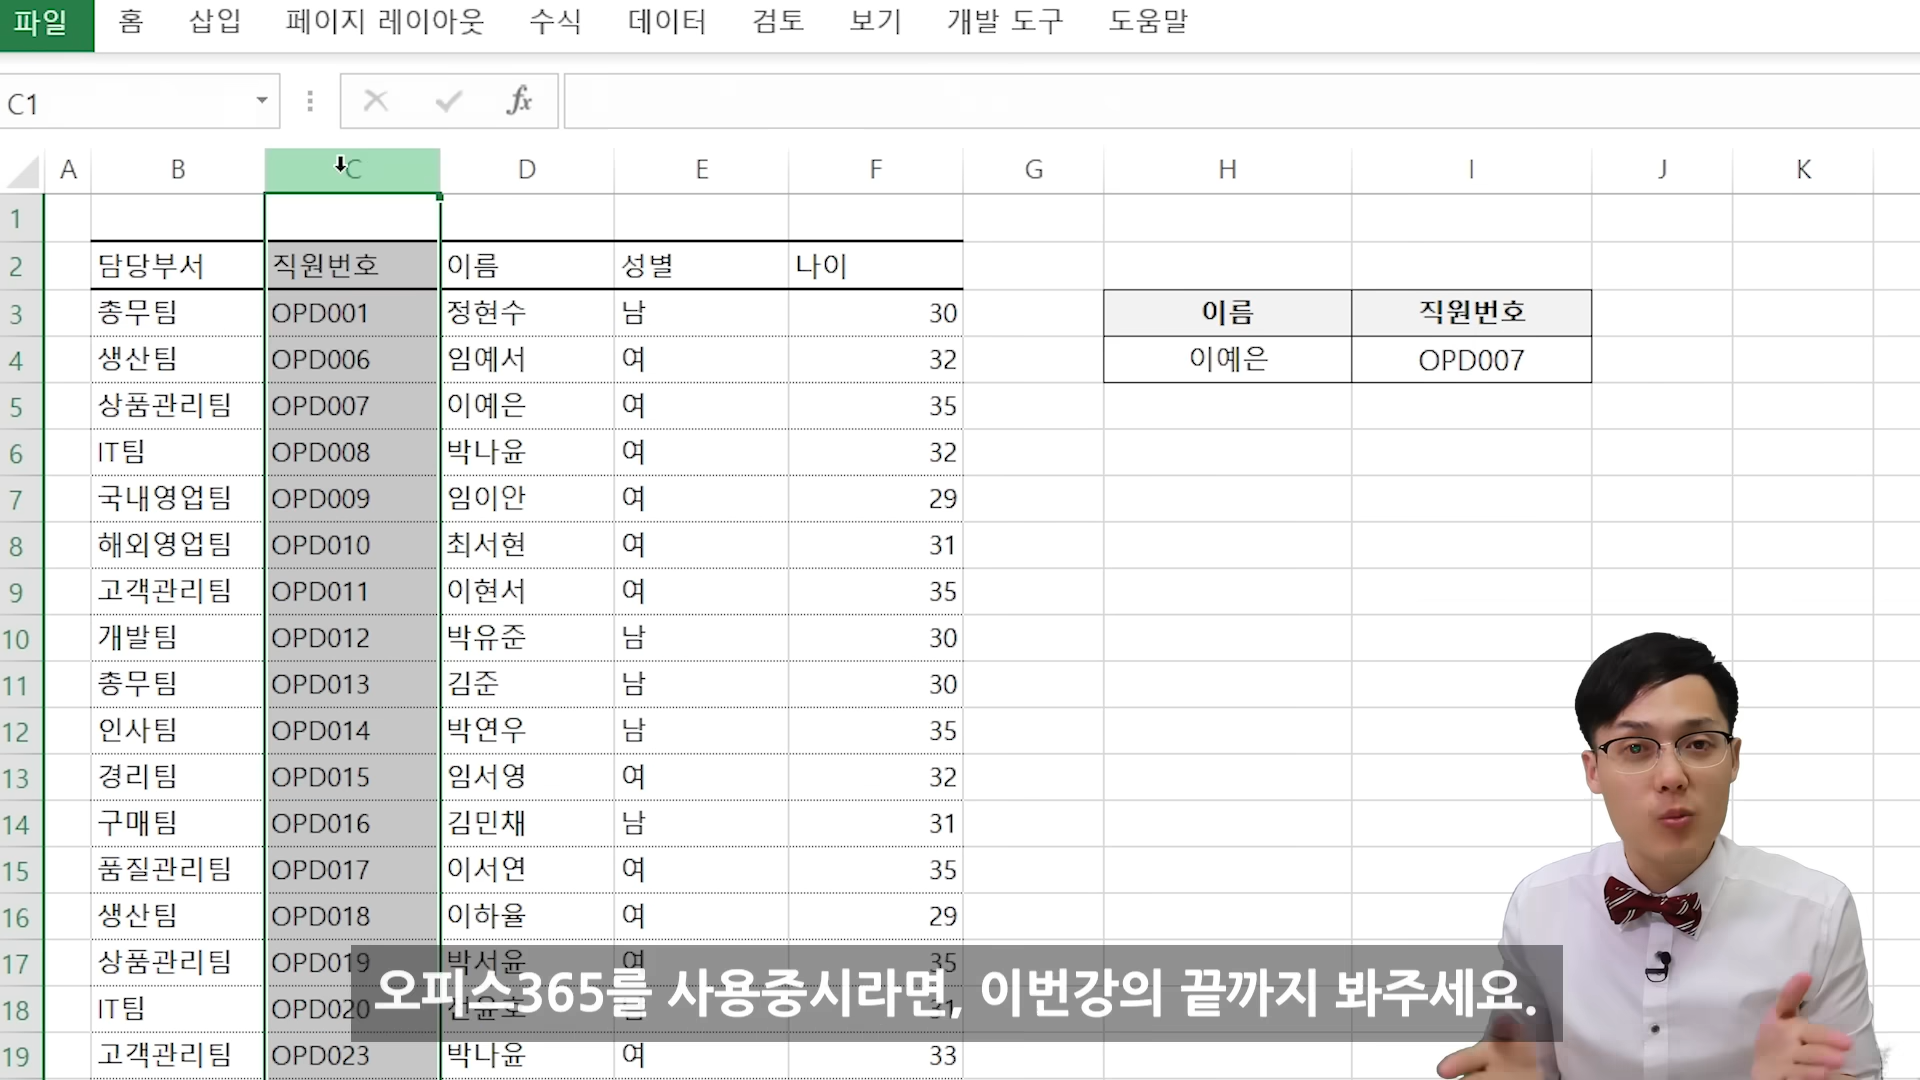 파일 홈 삽입 페이지 레이아웃 수식 데이터 검토 보기 개발 도구 도움말
C1 fx
A B C D E F G H I J K
1
2 담당부서 직원번호 이름 성별 나이
3 총무팀 OPD001 정현수 남 30 이름 직원번호
4 생산팀 OPD006 임예서 여 32 이예은 OPD007
5 상품관리팀 OPD007 이예은 여 35
6 IT팀 OPD008 박나윤 여 32
7 국내영업팀 OPD009 임이안 여 29
8 해외영업팀 OPD010 최서현 여 31
9 고객관리팀 OPD011 이현서 여 35
10 개발팀 OPD012 박유준 남 30
11 총무팀 OPD013 김준 남 30
12 인사팀 OPD014 박연우 남 35
13 경리팀 OPD015 임서영 여 32
14 구매팀 OPD016 김민채 남 31
15 품질관리팀 OPD017 이서연 여 35
16 생산팀 OPD018 이하율 여 29
17 상품관리팀 OPD019 박서윤 여 35
18 IT팀 OPD020 31
오피스365를 사용중시라면, 이번강의 끝까지 봐주세요.
19 고객관리팀 OPD023 박나윤 여 33